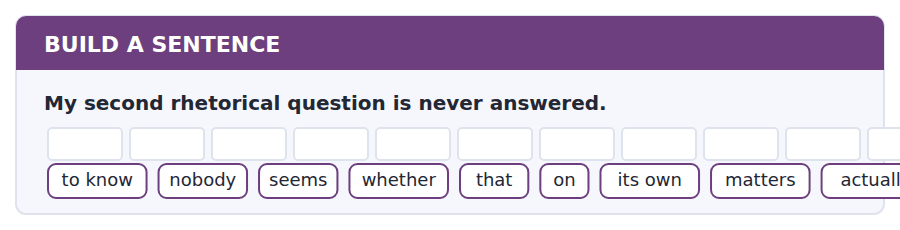 BUILD A SENTENCE
My second rhetorical question is never answered.
to know nobody seems whether that on its own matters actuall